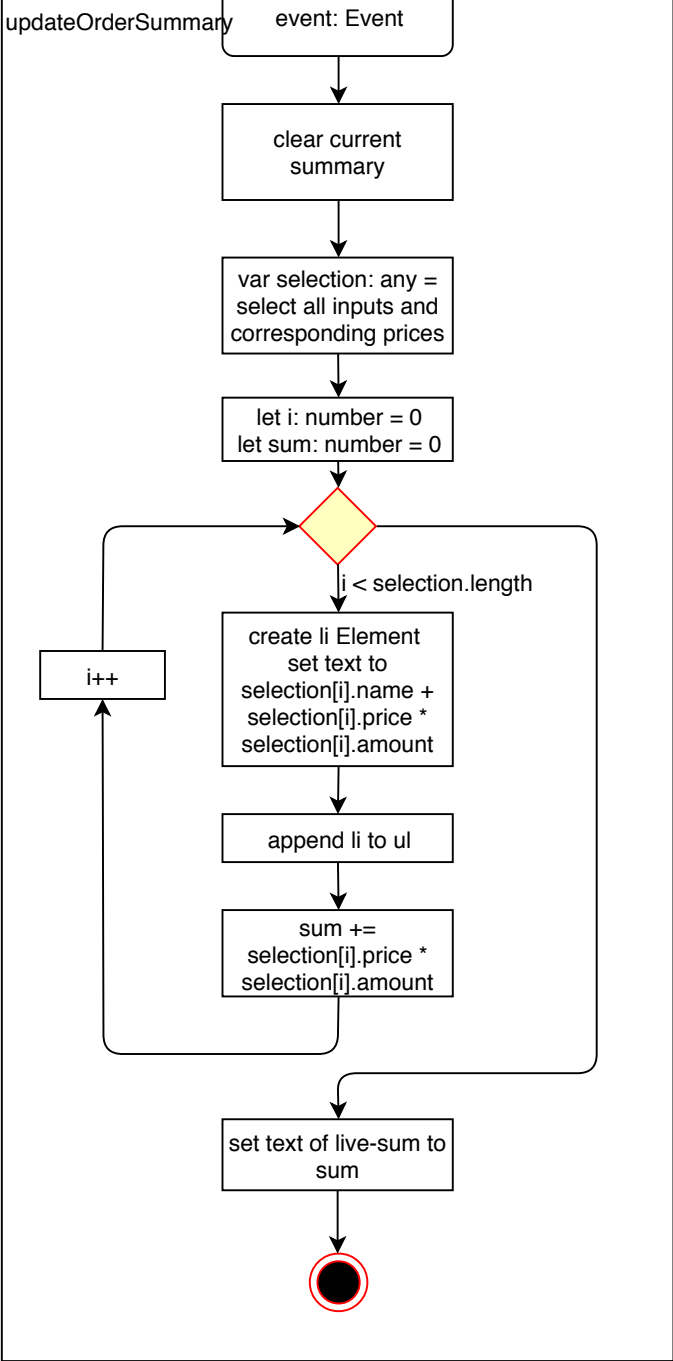 updateOrderSummary
event: Event
clear current
summary
var selection: any =
select all inputs and
corresponding prices
let i: number = 0
let sum: number = 0
i < selection.length
create li Element
set text to
selection[i].name +
selection[i].price *
selection[i].amount
i++
append li to ul
sum +=
selection[i].price *
selection[i].amount
set text of live-sum to
sum